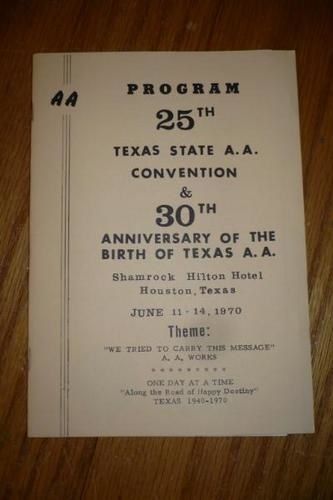 AA
PROGRAM
25TH
TEXAS STATE A.A.
CONVENTION
&
30TH
ANNIVERSARY OF THE
BIRTH OF TEXAS A.A.
Shamrock Hilton Hotel
Houston, Texas
JUNE 11-14, 1970
Theme:
"WE TRIED TO CARRY THIS MESSAGE"
A. A. WORKS
* * * * * * * * *
ONE DAY AT A TIME
"Along the Road of Happy Destiny"
TEXAS 1940-1970